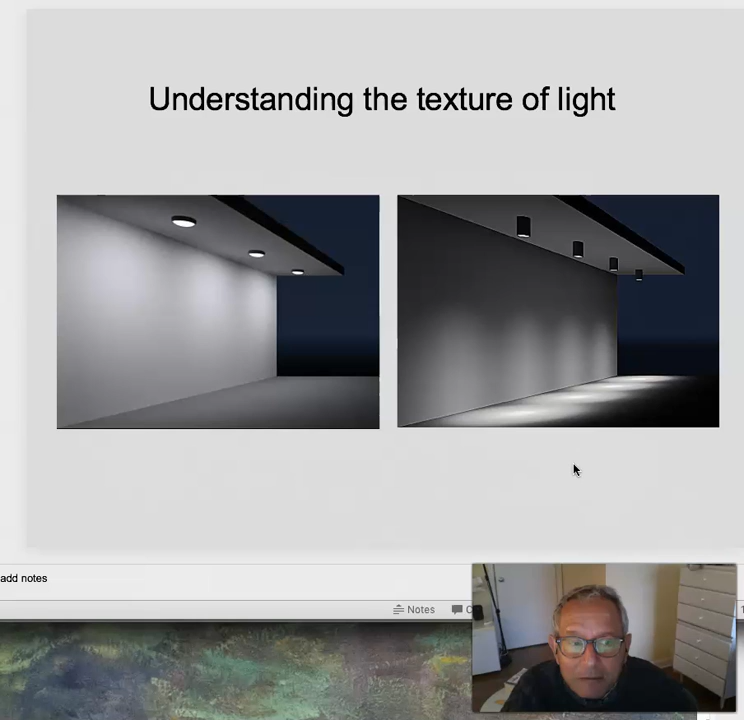 Understanding the texture of light
add notes
Notes
C